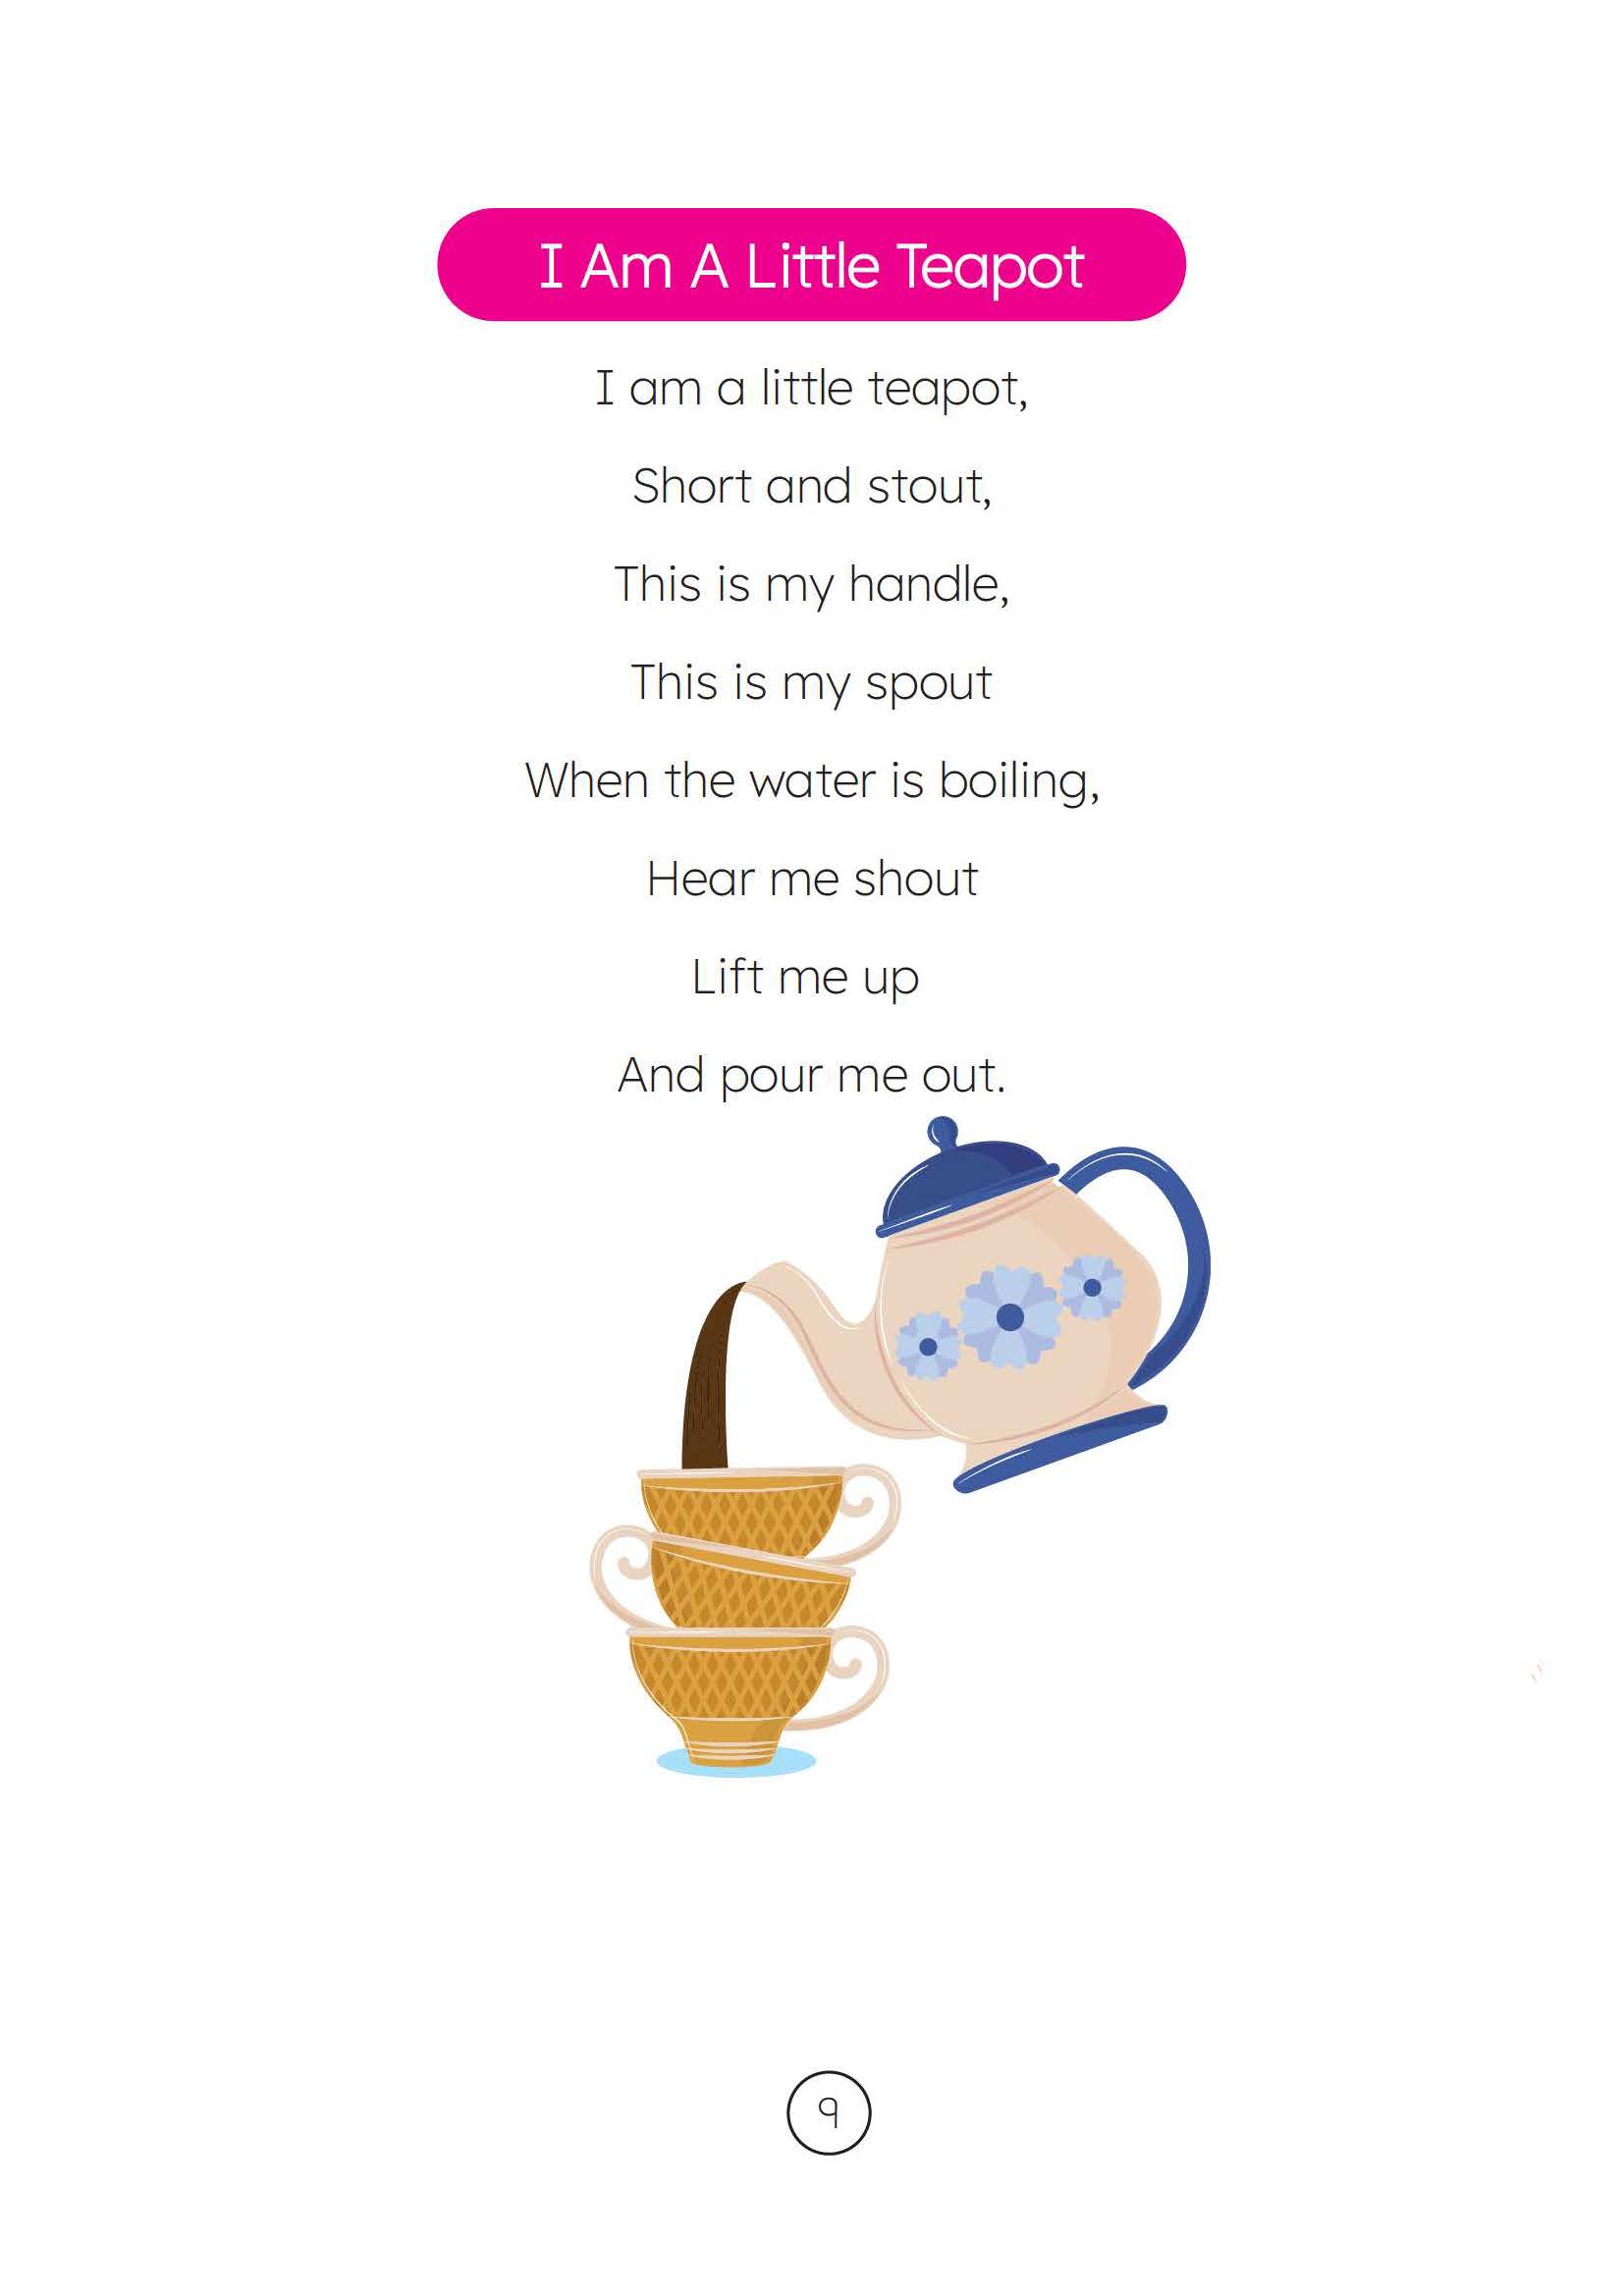 I Am A Little Teapot
I am a little teapot,
Short and stout,
This is my handle,
This is my spout
When the water is boiling,
Hear me shout
Lift me up
And pour me out.
9